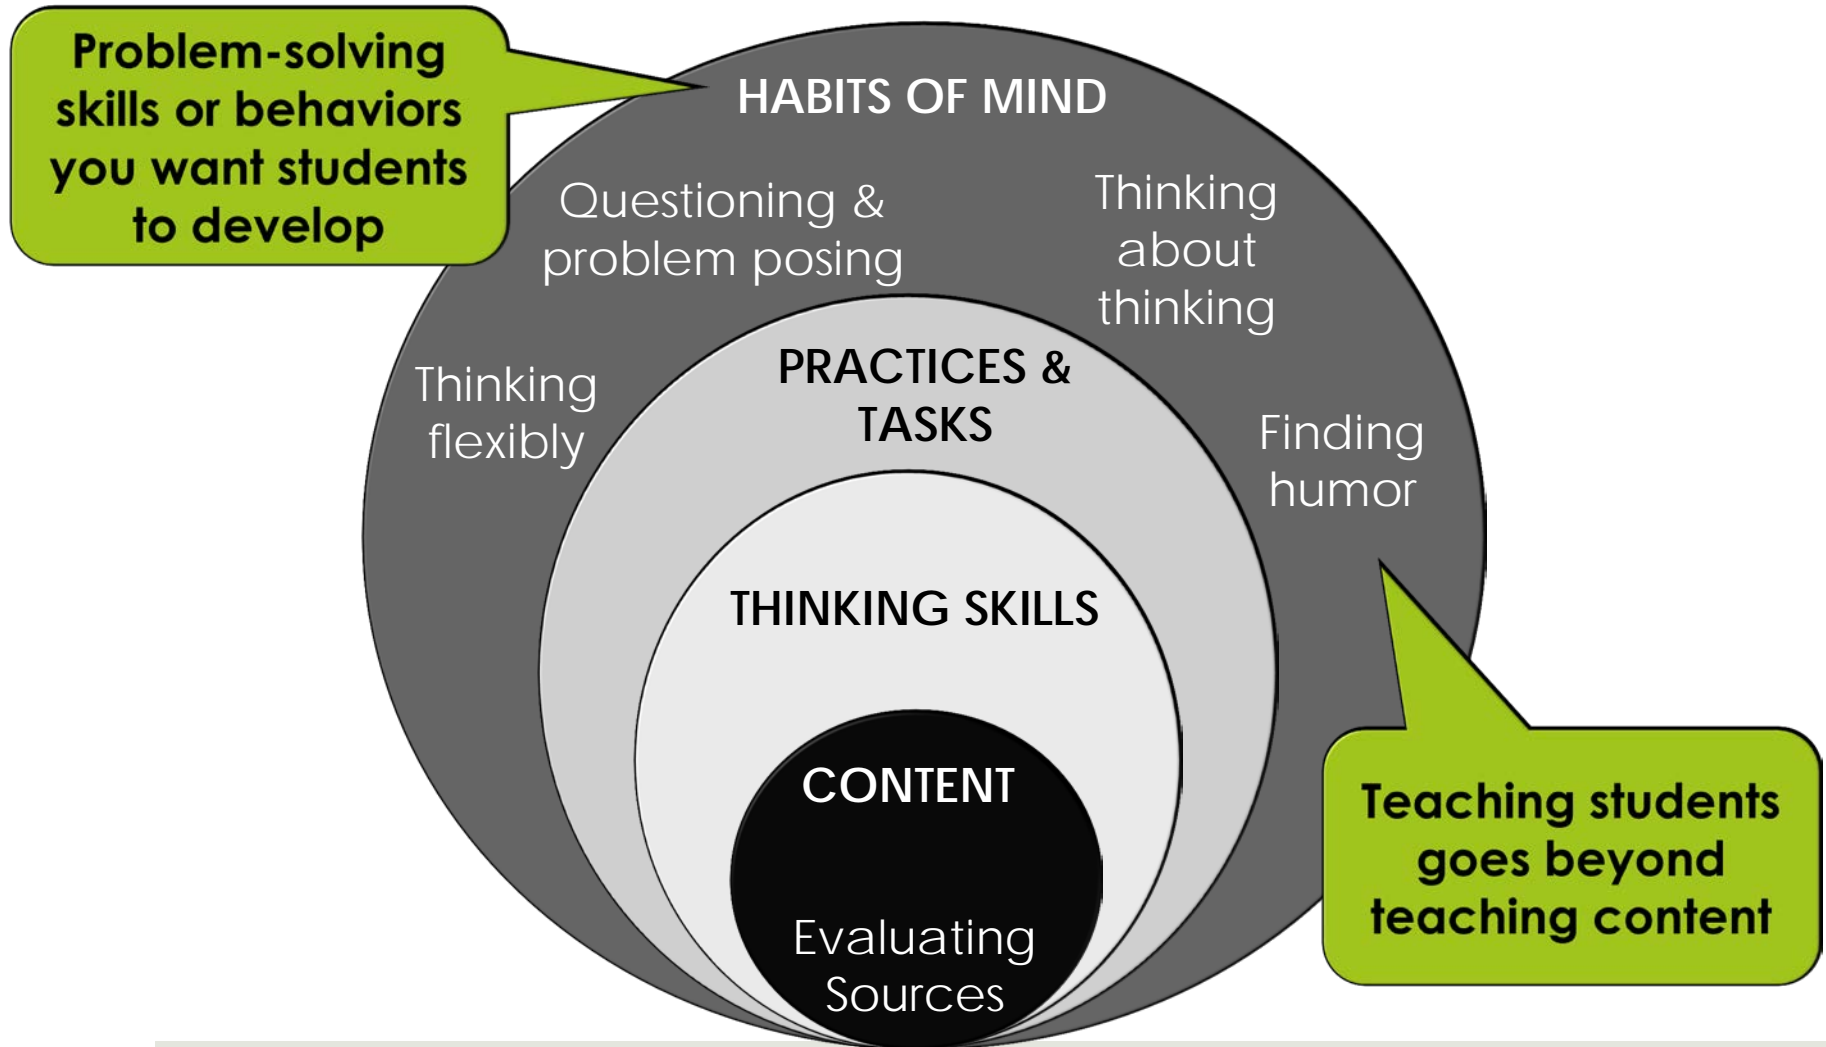 Problem-solving
skills or behaviors
you want students
to develop
HABITS OF MIND
Questioning &
problem posing
Thinking
about
thinking
Thinking
flexibly
PRACTICES &
TASKS
Finding
humor
THINKING SKILLS
CONTENT
Evaluating
Sources
Teaching students
goes beyond
teaching content